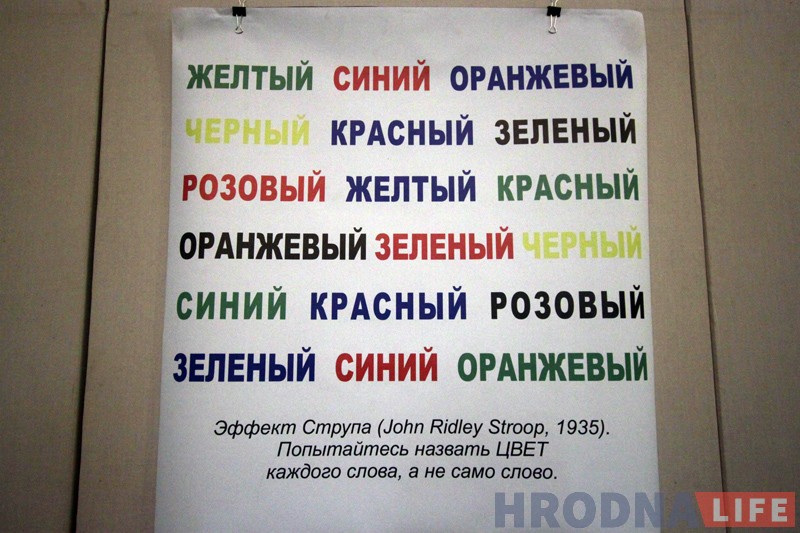 ЖЕЛТЫЙ СИНИЙ ОРАНЖЕВЫЙ
ЧЕРНЫЙ КРАСНЫЙ ЗЕЛЕНЫЙ
РОЗОВЫЙ ЖЕЛТЫЙ КРАСНЫЙ
ОРАНЖЕВЫЙ ЗЕЛЕНЫЙ ЧЕРНЫЙ
СИНИЙ КРАСНЫЙ РОЗОВЫЙ
ЗЕЛЕНЫЙ СИНИЙ ОРАНЖЕВЫЙ
Эффект Струпа (John Ridley Stroop, 1935).
Попытайтесь назвать ЦВЕТ
каждого слова, а не само слово.
HRODNA LIFE